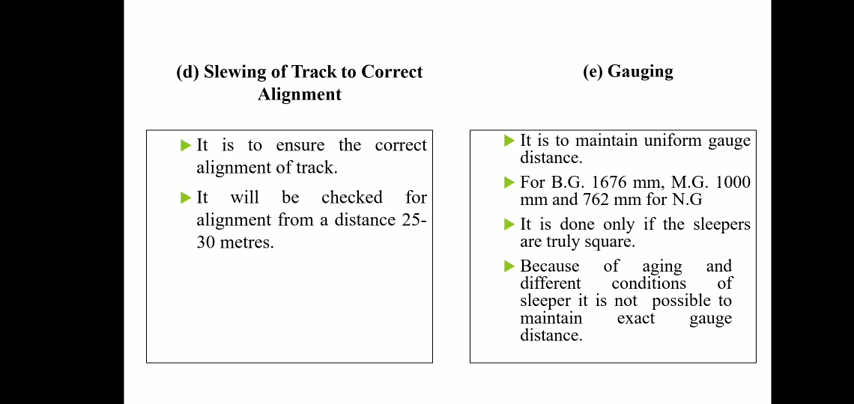 (d) Slewing of Track to Correct
Alignment
It is to ensure the correct
alignment of track.
It will be checked for
alignment from a distance 25-
30 metres.
(e) Gauging
It is to maintain uniform gauge
distance.
For B.G. 1676 mm, M.G. 1000
mm and 762 mm for N.G
It is done only if the sleepers
are truly square.
Because of aging and
different conditions of
sleeper it is not possible to
maintain exact gauge
distance.